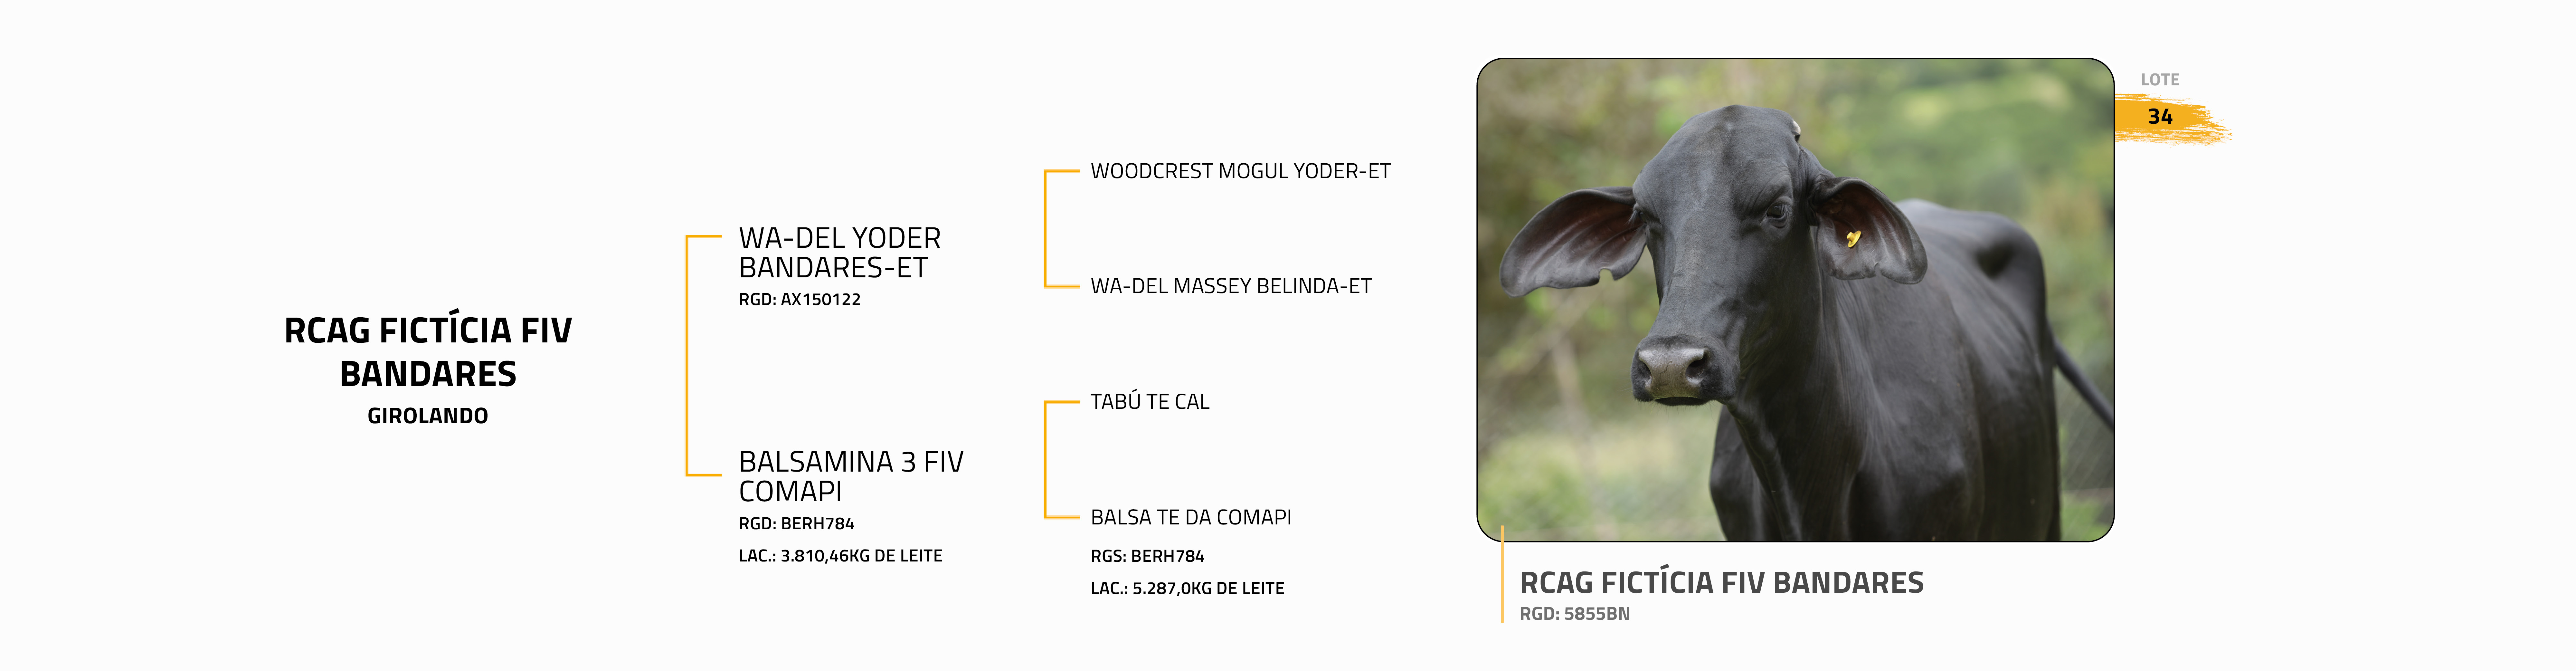 RCAG FICTÍCIA FIV
BANDARES
GIROLANDO
WA-DEL YODER
BANDARES-ET
RGD: AX150122
BALSAMINA 3 FIV
COMAPI
RGD: BERH784
LAC.: 3.810,46KG DE LEITE
WOODCREST MOGUL YODER-ET
WA-DEL MASSEY BELINDA-ET
TABÚ TE CAL
BALSA TE DA COMAPI
RGS: BERH784
LAC.: 5.287,0KG DE LEITE
LOTE
34
RCAG FICTÍCIA FIV BANDARES
RGD: 5855BN